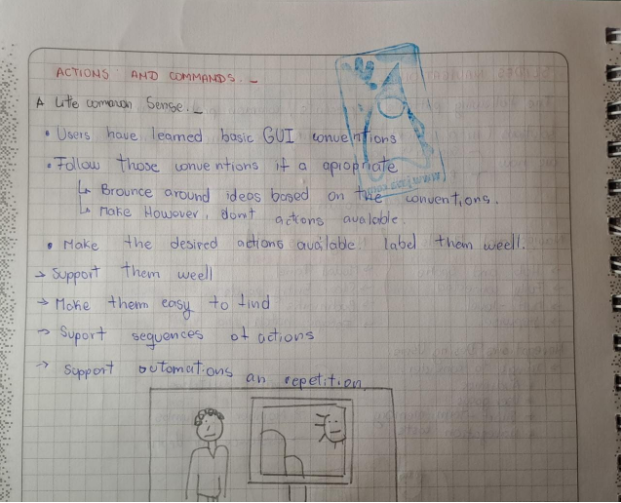 ACTIONS AND COMMANDS._
A Lite common Sense._
• Users have learned basic GUI conventions
• Follow those conventions if a apropriate
↳ Brounce around ideas based on the conventions.
↳ Make However, don't actions avalable.
• Make the desired actions available. label them weell.
→ Support them weell
→ Make them easy to find
→ Suport sequences of actions
→ Support automations an repetition.